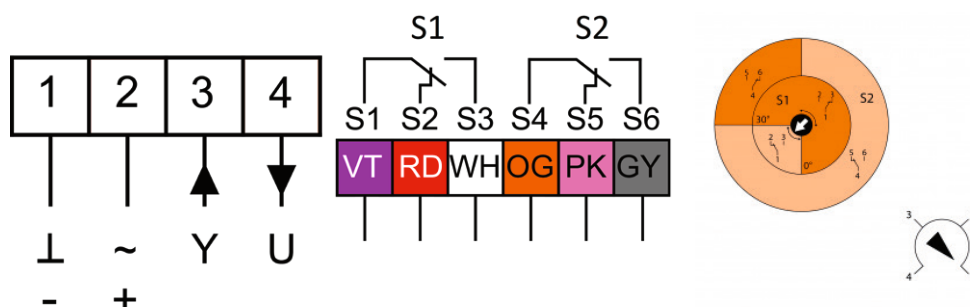 1 2 3 4
⊥ ~ Y U
- +
S1 S2
S1 S2 S3 S4 S5 S6
VT RD WH OG PK GY
5 6
4
S1
2 3
1
S2
30°
2 3
1
0°
5 6
4
3
4